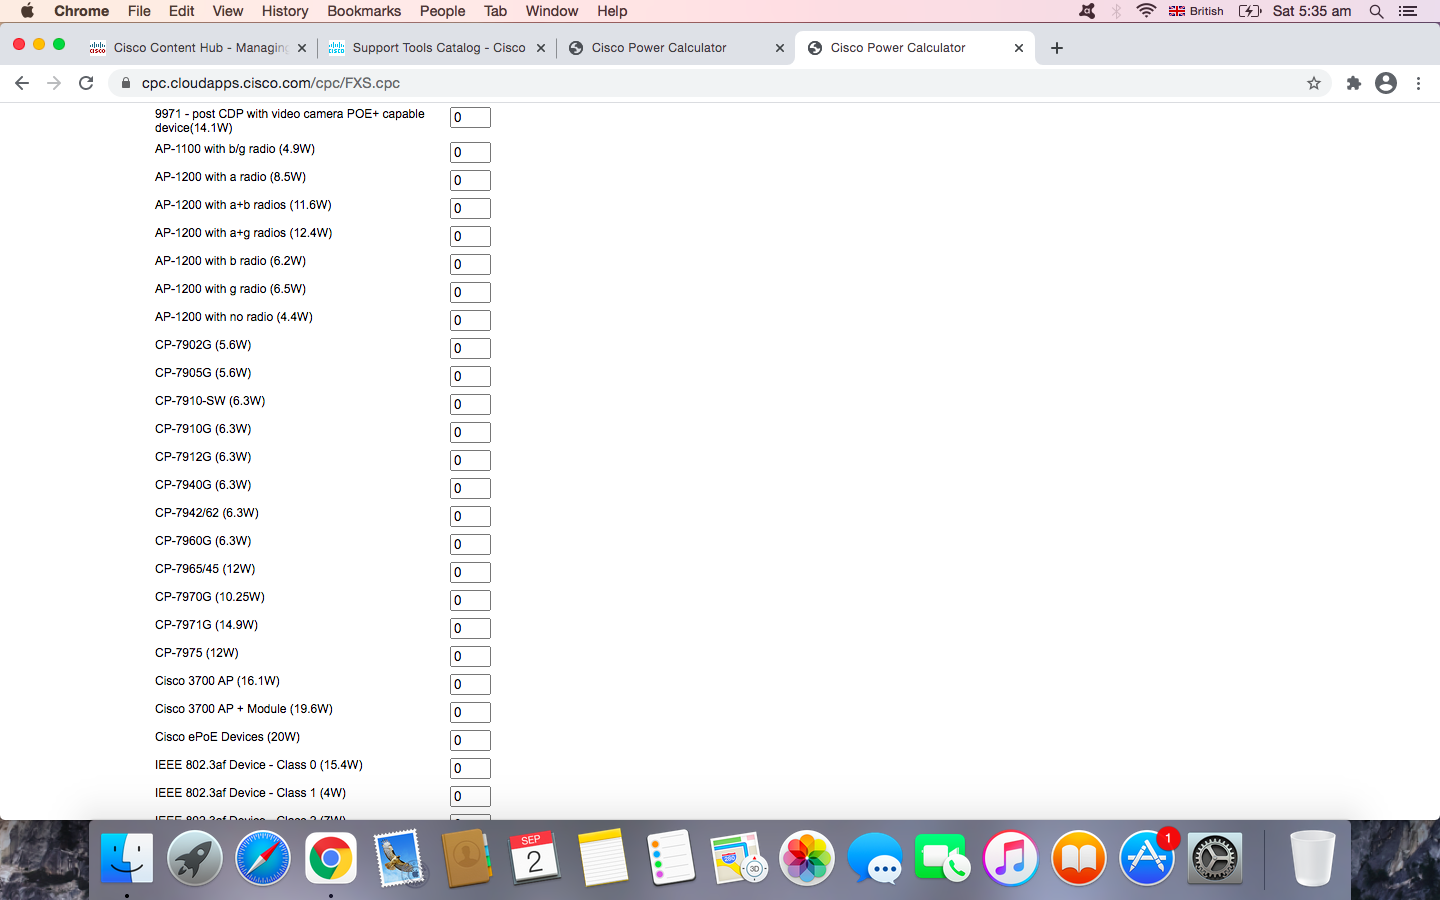 Chrome File Edit View History Bookmarks People Tab Window Help British Sat 5:35 am
Cisco Content Hub - Managing Support Tools Catalog - Cisco Cisco Power Calculator Cisco Power Calculator
cpc.cloudapps.cisco.com/cpc/FXS.cpc
9971 - post CDP with video camera POE+ capable 0
device(14.1W)
AP-1100 with b/g radio (4.9W) 0
AP-1200 with a radio (8.5W) 0
AP-1200 with a+b radios (11.6W) 0
AP-1200 with a+g radios (12.4W) 0
AP-1200 with b radio (6.2W) 0
AP-1200 with g radio (6.5W) 0
AP-1200 with no radio (4.4W) 0
CP-7902G (5.6W) 0
CP-7905G (5.6W) 0
CP-7910-SW (6.3W) 0
CP-7910G (6.3W) 0
CP-7912G (6.3W) 0
CP-7940G (6.3W) 0
CP-7942/62 (6.3W) 0
CP-7960G (6.3W) 0
CP-7965/45 (12W) 0
CP-7970G (10.25W) 0
CP-7971G (14.9W) 0
CP-7975 (12W) 0
Cisco 3700 AP (16.1W) 0
Cisco 3700 AP + Module (19.6W) 0
Cisco ePoE Devices (20W) 0
IEEE 802.3af Device - Class 0 (15.4W) 0
IEEE 802.3af Device - Class 1 (4W) 0
IEEE 802.3af Device - Class 2 (7W)
SEP
2
280
3D
1